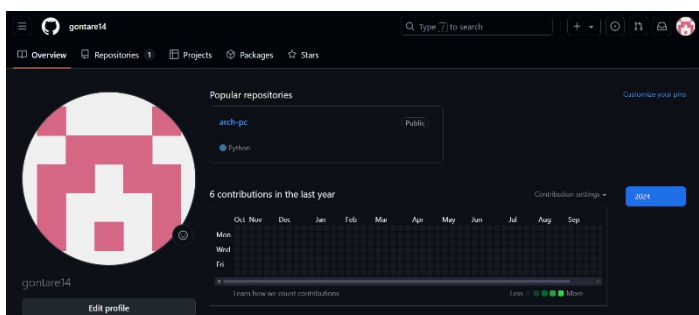 gontare14
Type / to search
Overview
Repositories 1
Projects
Packages
Stars
Popular repositories
Customize your pins
arch-pc
Public
Python
6 contributions in the last year
Contribution settings
2024
Oct Nov Dec Jan Feb Mar Apr May Jun Jul Aug Sep
Mon
Wed
Fri
Learn how we count contributions
Less More
gontare14
Edit profile